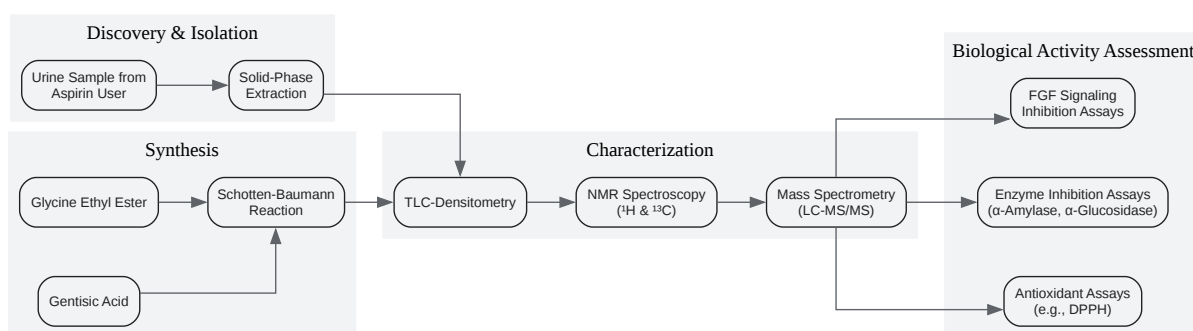 Discovery & Isolation
Urine Sample from
Aspirin User
Solid-Phase
Extraction
Synthesis
Glycine Ethyl Ester
Schotten-Baumann
Reaction
Gentisic Acid
Characterization
TLC-Densitometry
NMR Spectroscopy
(¹H & ¹³C)
Mass Spectrometry
(LC-MS/MS)
Biological Activity Assessment
FGF Signaling
Inhibition Assays
Enzyme Inhibition Assays
(α-Amylase, α-Glucosidase)
Antioxidant Assays
(e.g., DPPH)